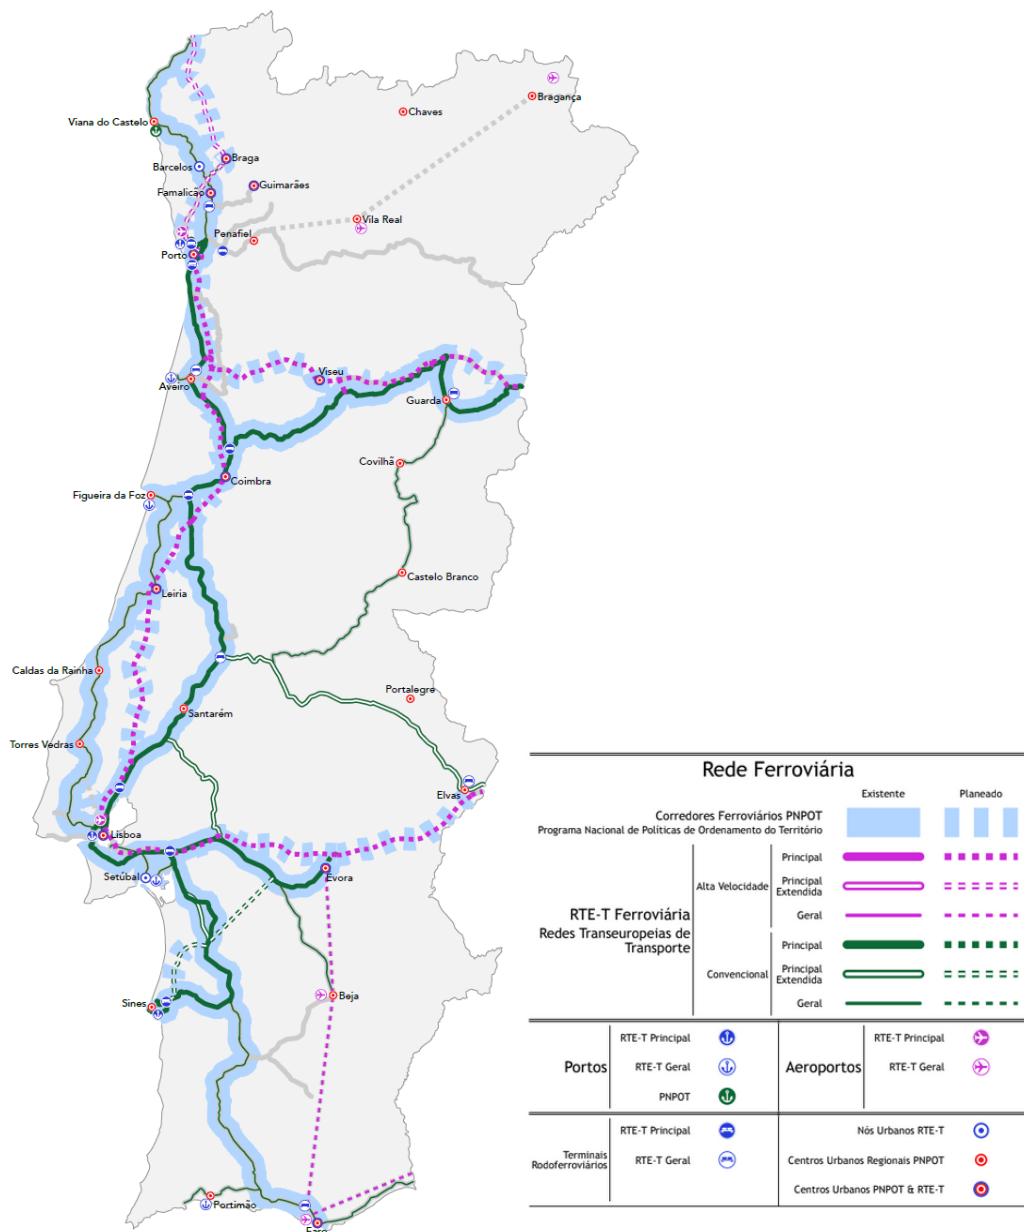 Bragança
Chaves
Viana do Castelo
Braga
Barcelos
Guimarães
Famalicão
Vila Real
Penafiel
Porto
Viseu
Aveiro
Guarda
Covilhã
Coimbra
Figueira da Foz
Castelo Branco
Leiria
Caldas da Rainha
Portalegre
Santarém
Torres Vedras
Elvas
Lisboa
Setúbal
Évora
Beja
Sines
Portimão
Faro
Rede Ferroviária
Existente
Planeado
Corredores Ferroviários PNPOT
Programa Nacional de Políticas de Ordenamento do Território
RTE-T Ferroviária
Redes Transeuropeias de
Transporte
Alta Velocidade
Principal
Principal
Extendida
Geral
Convencional
Principal
Principal
Extendida
Geral
Portos
RTE-T Principal
RTE-T Geral
PNPOT
Aeroportos
RTE-T Principal
RTE-T Geral
Terminais
Rodoferroviários
RTE-T Principal
RTE-T Geral
Nós Urbanos RTE-T
Centros Urbanos Regionais PNPOT
Centros Urbanos PNPOT & RTE-T